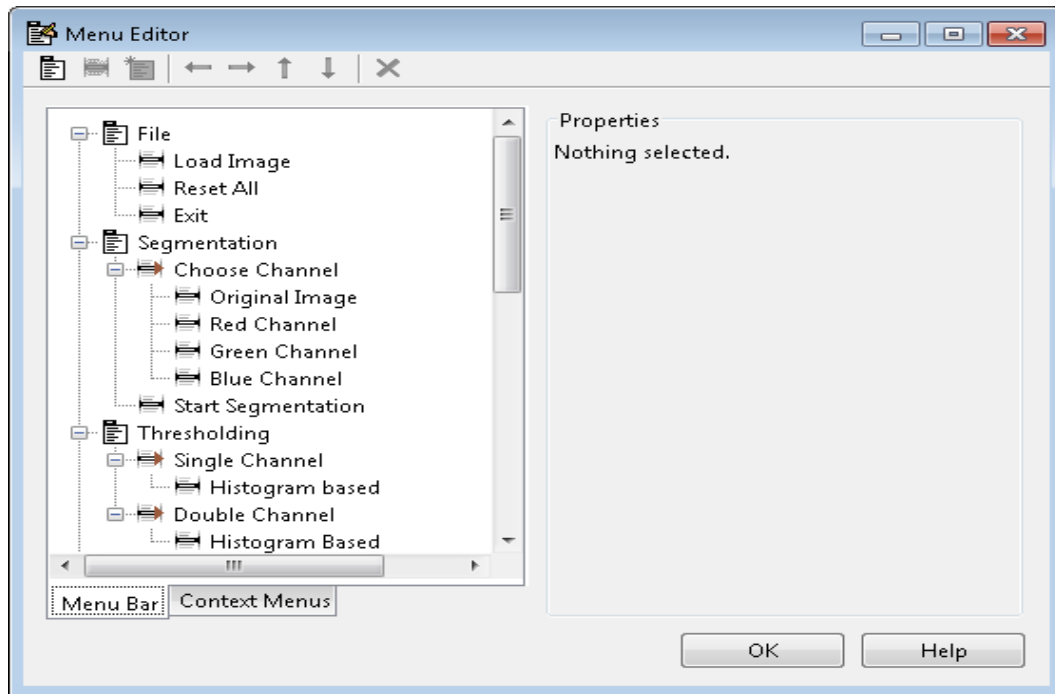 Menu Editor
File
Load Image
Reset All
Exit
Segmentation
Choose Channel
Original Image
Red Channel
Green Channel
Blue Channel
Start Segmentation
Thresholding
Single Channel
Histogram based
Double Channel
Histogram Based
Menu Bar
Context Menus
Properties
Nothing selected.
OK
Help